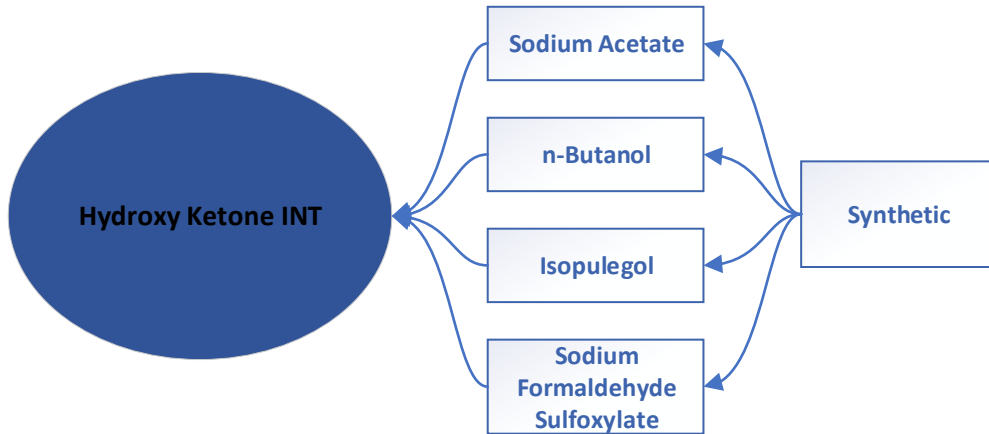 Hydroxy Ketone INT
Sodium Acetate
n-Butanol
Isopulegol
Sodium
Formaldehyde
Sulfoxylate
Synthetic